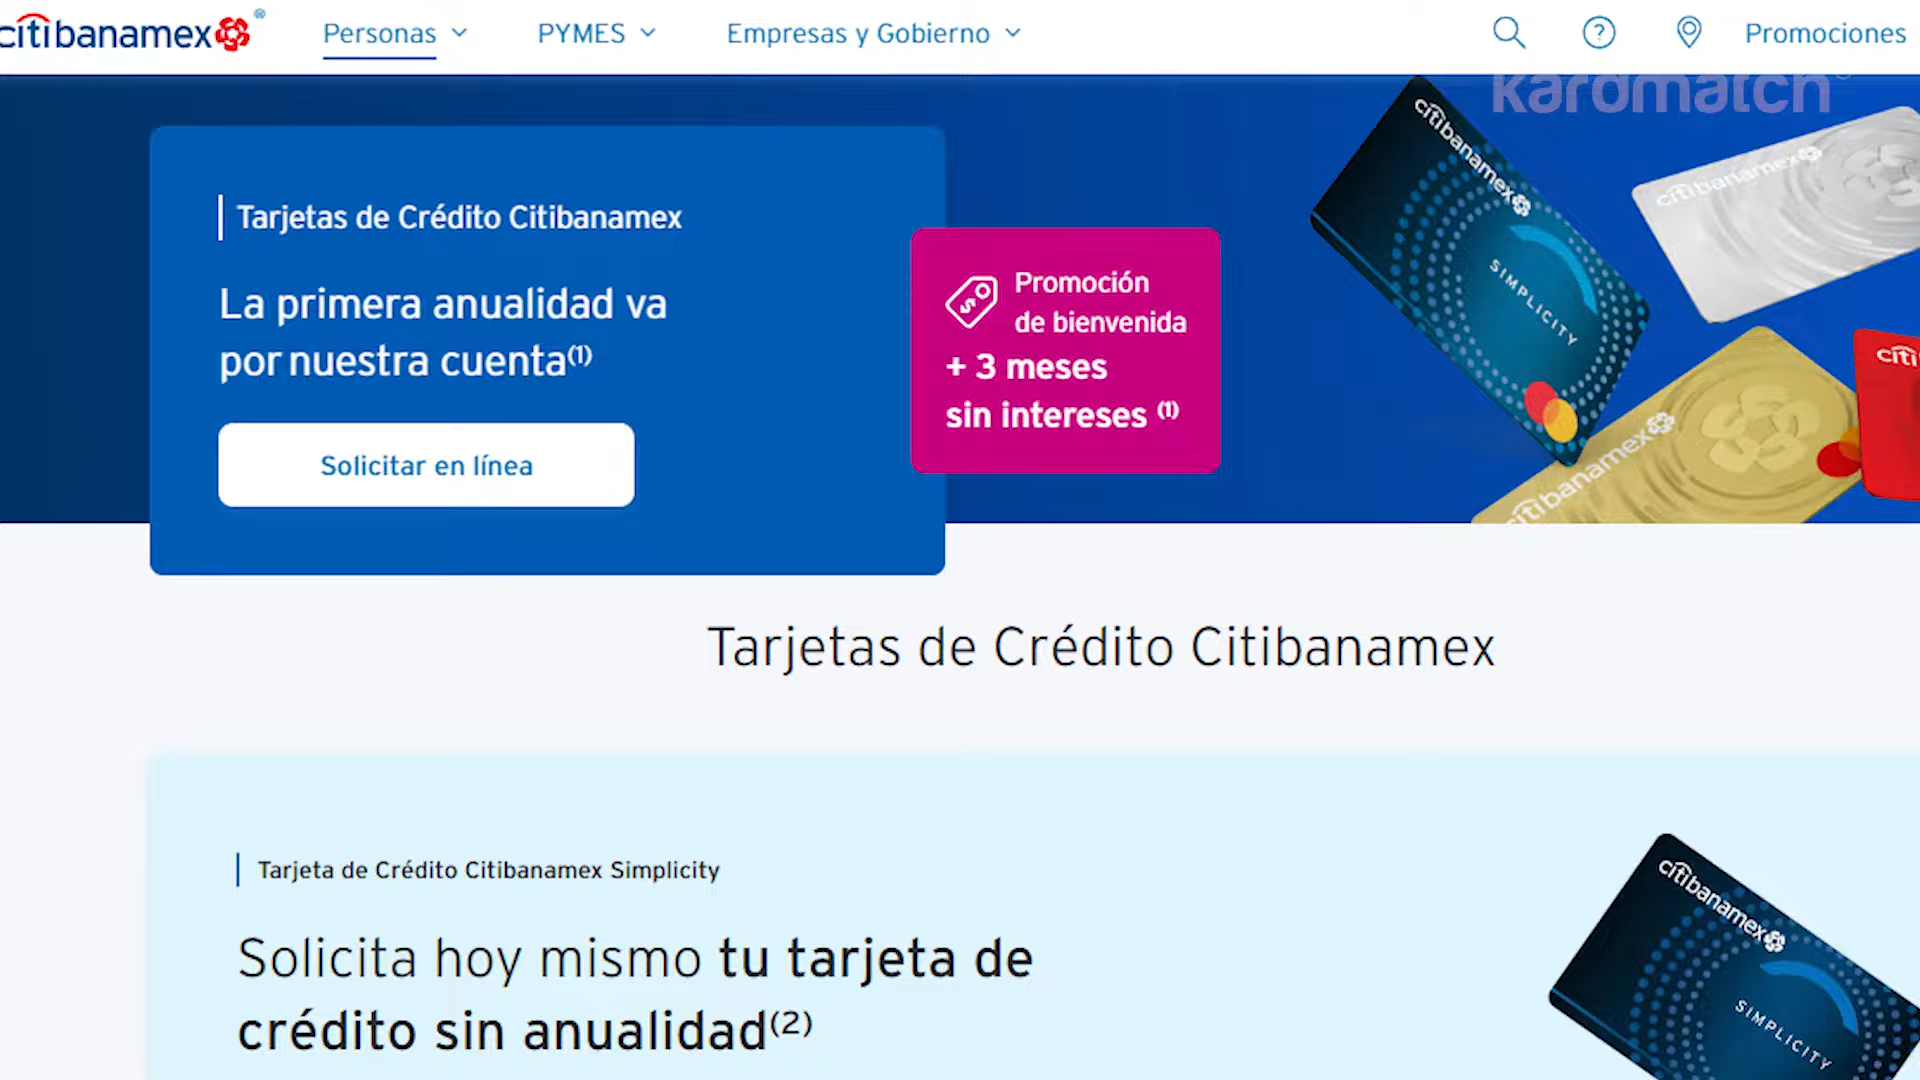 citibanamex®
Personas
PYMES
Empresas y Gobierno
Promociones
kardmatch
Tarjetas de Crédito Citibanamex
La primera anualidad va
por nuestra cuenta(1)
Solicitar en línea
Promoción
de bienvenida
+ 3 meses
sin intereses (1)
citibanamex
SIMPLICITY
citibanamex
citibanamex
citi
Tarjetas de Crédito Citibanamex
Tarjeta de Crédito Citibanamex Simplicity
Solicita hoy mismo tu tarjeta de
crédito sin anualidad(2)
citibanamex
SIMPLICITY